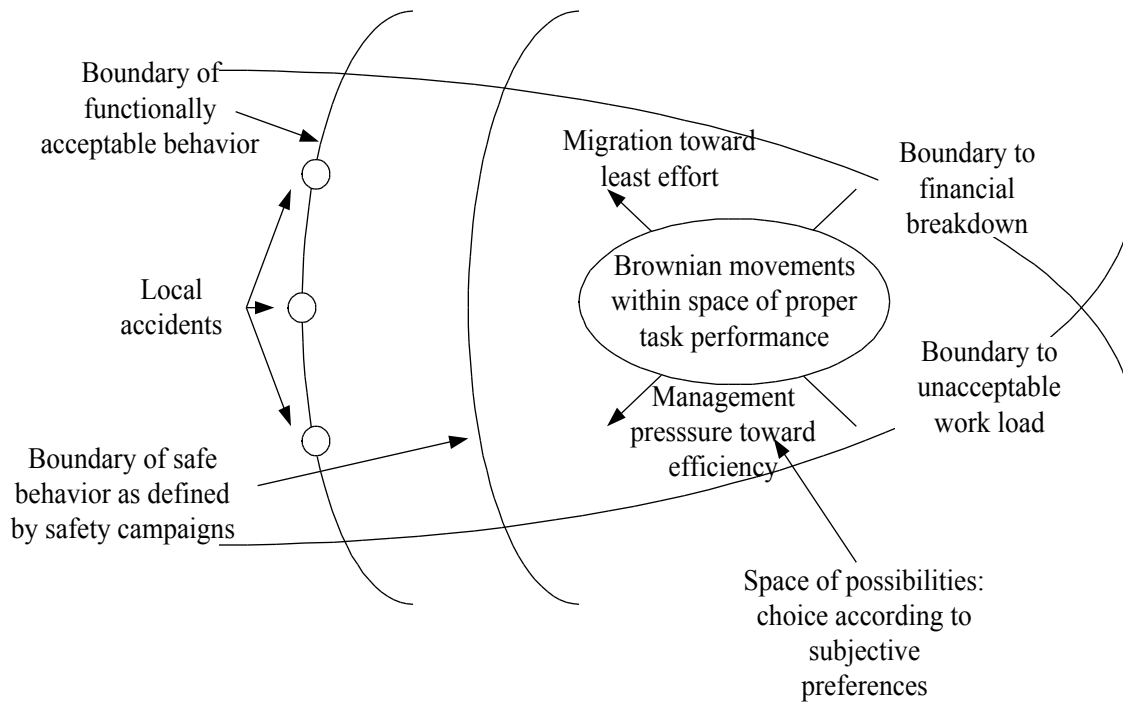 Boundary of
functionally
acceptable behavior
Migration toward
least effort
Boundary to
financial
breakdown
Brownian movements
within space of proper
task performance
Local
accidents
Boundary to
unacceptable
work load
Management
presssure toward
efficiency
Boundary of safe
behavior as defined
by safety campaigns
Space of possibilities:
choice according to
subjective
preferences